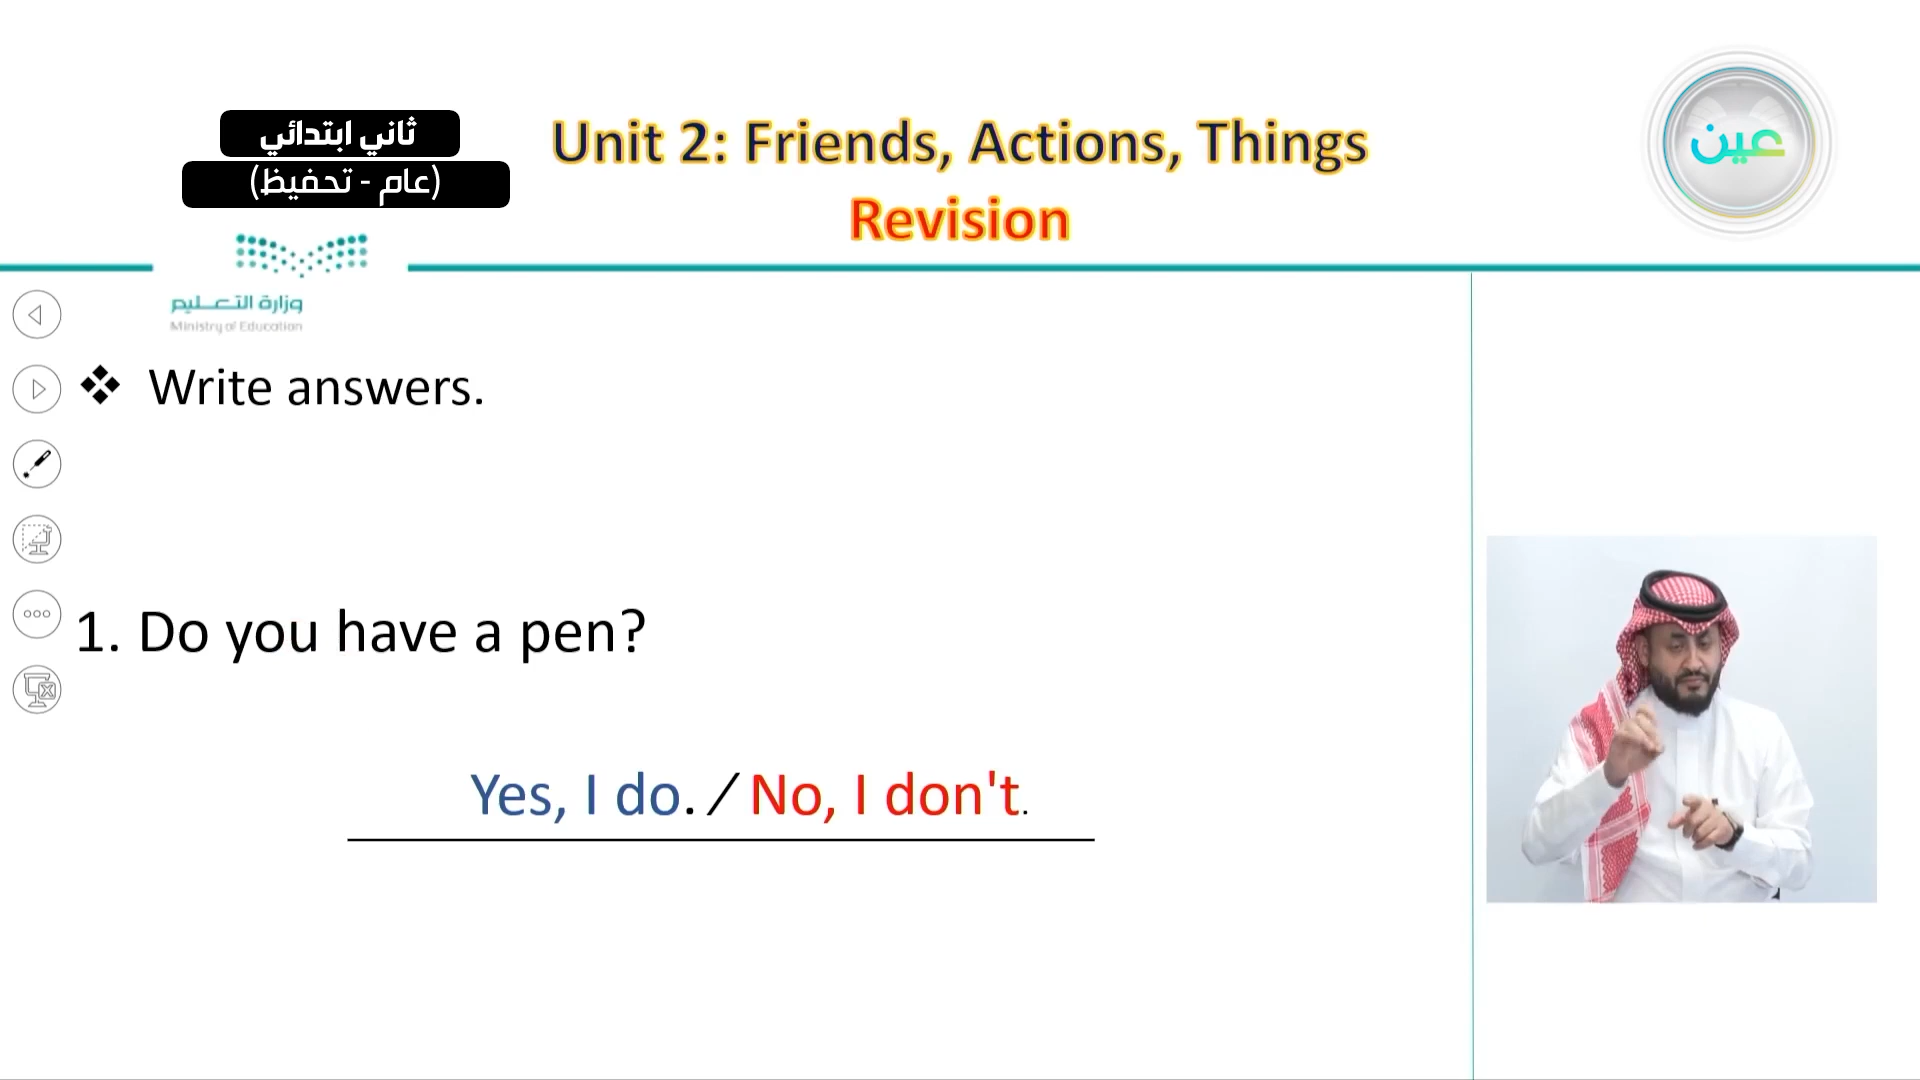 ثاني ابتدائي
(عام - تحفيظ)
Unit 2: Friends, Actions, Things
Revision
عين
وزارة التعليم
Ministry of Education
❖ Write answers.
1. Do you have a pen?
Yes, I do. / No, I don't.